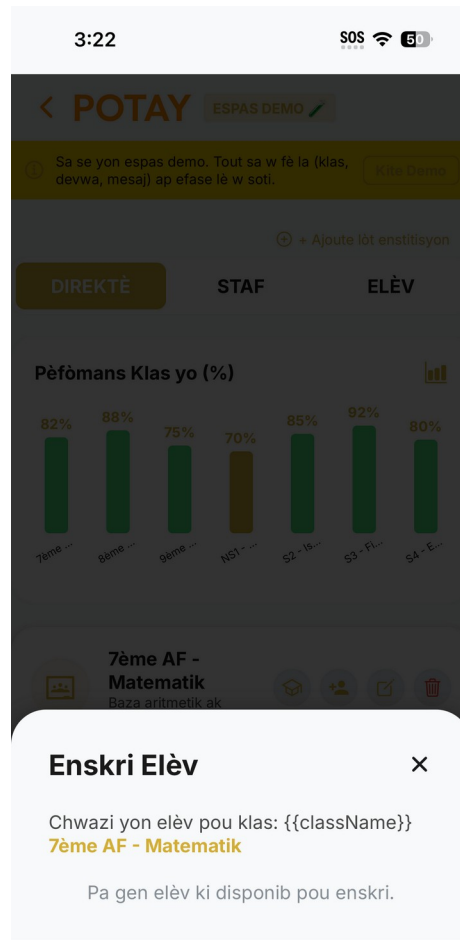 3:22
SOS
50
POTAY
ESPAS DEMO
Sa se yon espas demo. Tout sa w fè la (klas,
devwa, mesaj) ap efase lè w soti.
Kite Demo
+ Ajoute lòt enstitisyon
DIREKTÈ
STAF
ELÈV
Pèfòmans Klas yo (%)
82%
88%
75%
70%
85%
92%
80%
7ème ...
8ème ...
9ème ...
NS1 - ...
S2 - Is...
S3 - Fi...
S4 - E...
7ème AF -
Matematik
Baza aritmetik ak
Enskri Elèv
Chwazi yon elèv pou klas: {{className}}
7ème AF - Matematik
Pa gen elèv ki disponib pou enskri.